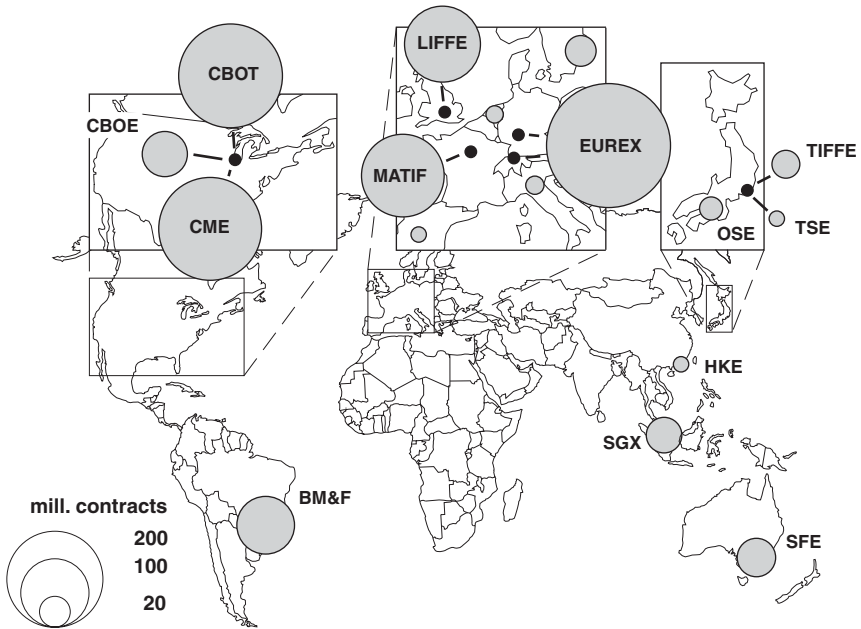 LIFFE
CBOT
CBOE
EUREX
TIFFE
MATIF
CME
TSE
OSE
HKE
SGX
BM&F
mill. contracts
200
100
20
SFE